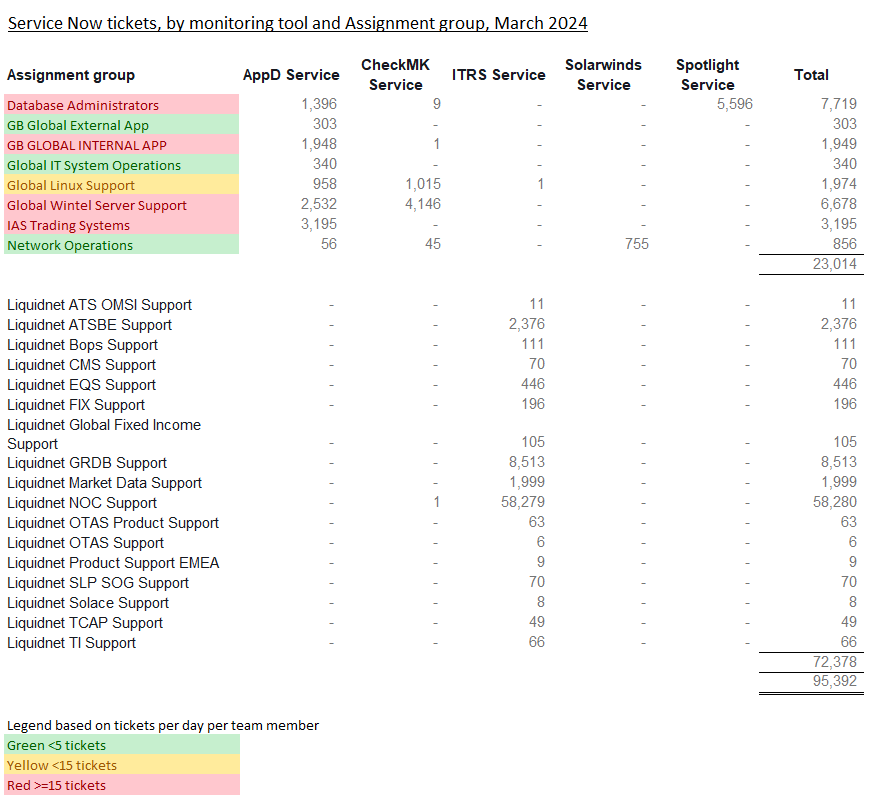 Service Now tickets, by monitoring tool and Assignment group, March 2024
Assignment group AppD Service CheckMK Service ITRS Service Solarwinds Service Spotlight Service Total
Database Administrators 1,396 9 - - 5,596 7,719
GB Global External App 303 - - - - 303
GB GLOBAL INTERNAL APP 1,948 1 - - - 1,949
Global IT System Operations 340 - - - - 340
Global Linux Support 958 1,015 1 - - 1,974
Global Wintel Server Support 2,532 4,146 - - - 6,678
IAS Trading Systems 3,195 - - - - 3,195
Network Operations 56 45 - 755 - 856
23,014
Liquidnet ATS OMSI Support - - 11 - - 11
Liquidnet ATSBE Support - - 2,376 - - 2,376
Liquidnet Bops Support - - 111 - - 111
Liquidnet CMS Support - - 70 - - 70
Liquidnet EQS Support - - 446 - - 446
Liquidnet FIX Support - - 196 - - 196
Liquidnet Global Fixed Income
Support - - 105 - - 105
Liquidnet GRDB Support - - 8,513 - - 8,513
Liquidnet Market Data Support - - 1,999 - - 1,999
Liquidnet NOC Support - 1 58,279 - - 58,280
Liquidnet OTAS Product Support - - 63 - - 63
Liquidnet OTAS Support - - 6 - - 6
Liquidnet Product Support EMEA - - 9 - - 9
Liquidnet SLP SOG Support - - 70 - - 70
Liquidnet Solace Support - - 8 - - 8
Liquidnet TCAP Support - - 49 - - 49
Liquidnet TI Support - - 66 - - 66
72,378
95,392
Legend based on tickets per day per team member
Green <5 tickets
Yellow <15 tickets
Red >=15 tickets